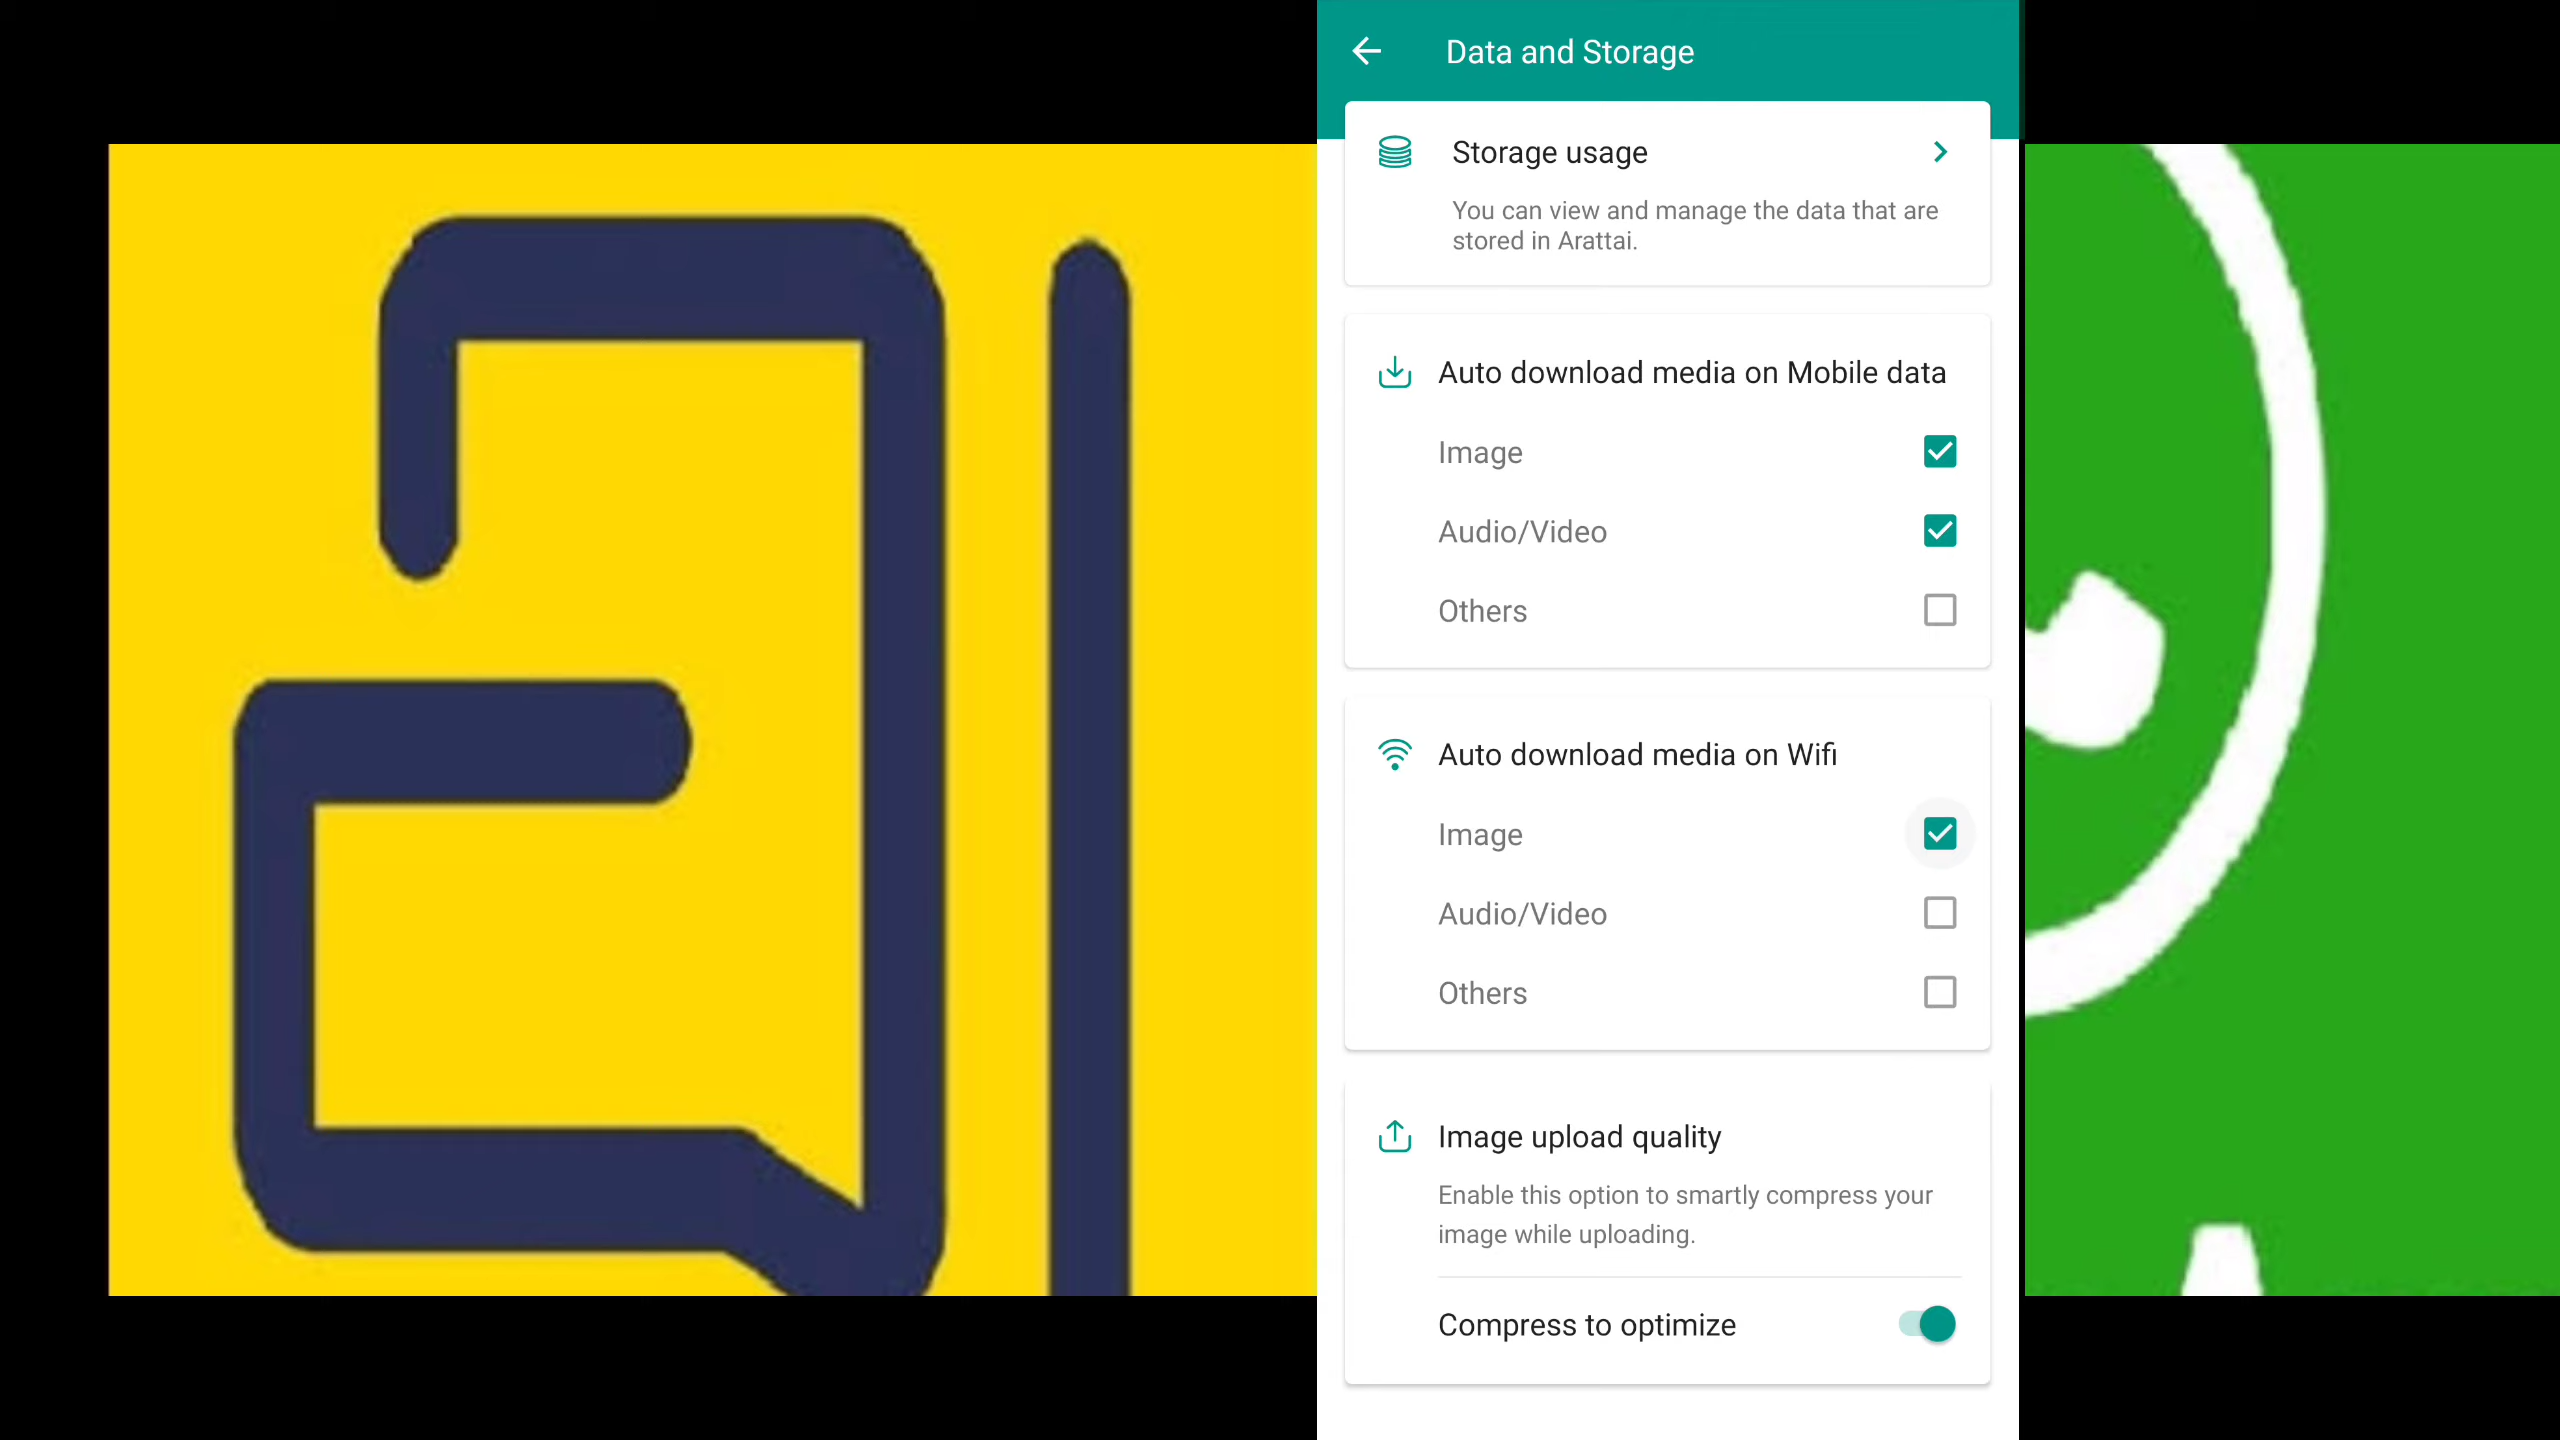 Data and Storage
Storage usage
You can view and manage the data that are
stored in Arattai.
Auto download media on Mobile data
Image
Audio/Video
Others
Auto download media on Wifi
Image
Audio/Video
Others
Image upload quality
Enable this option to smartly compress your
image while uploading.
Compress to optimize